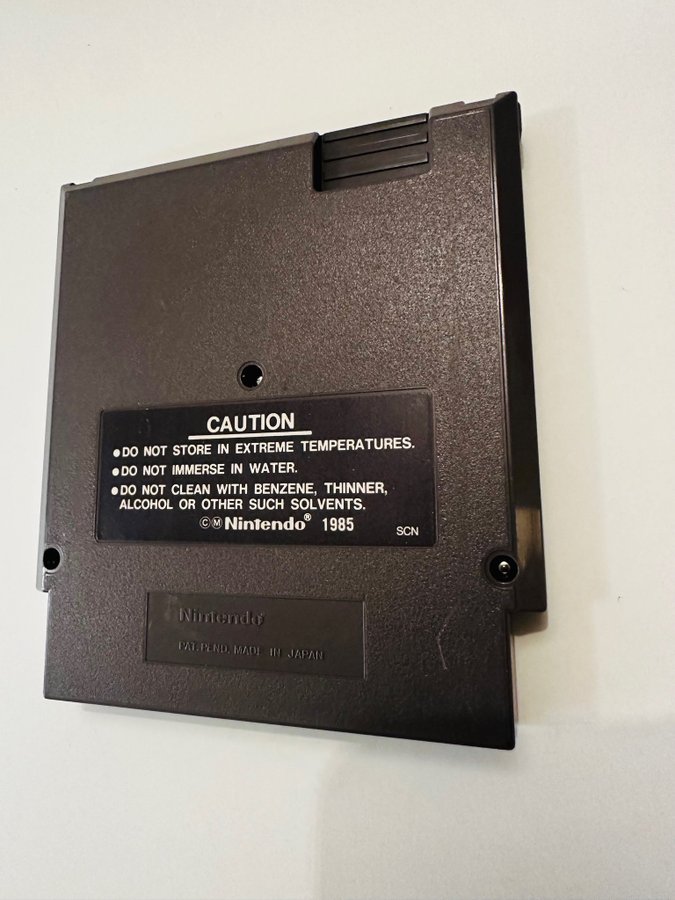 CAUTION
●DO NOT STORE IN EXTREME TEMPERATURES.
●DO NOT IMMERSE IN WATER.
●DO NOT CLEAN WITH BENZENE, THINNER,
ALCOHOL OR OTHER SUCH SOLVENTS.
ⒸⓂNintendo® 1985
SCN
Nintendo®
PAT. PEND. MADE IN JAPAN